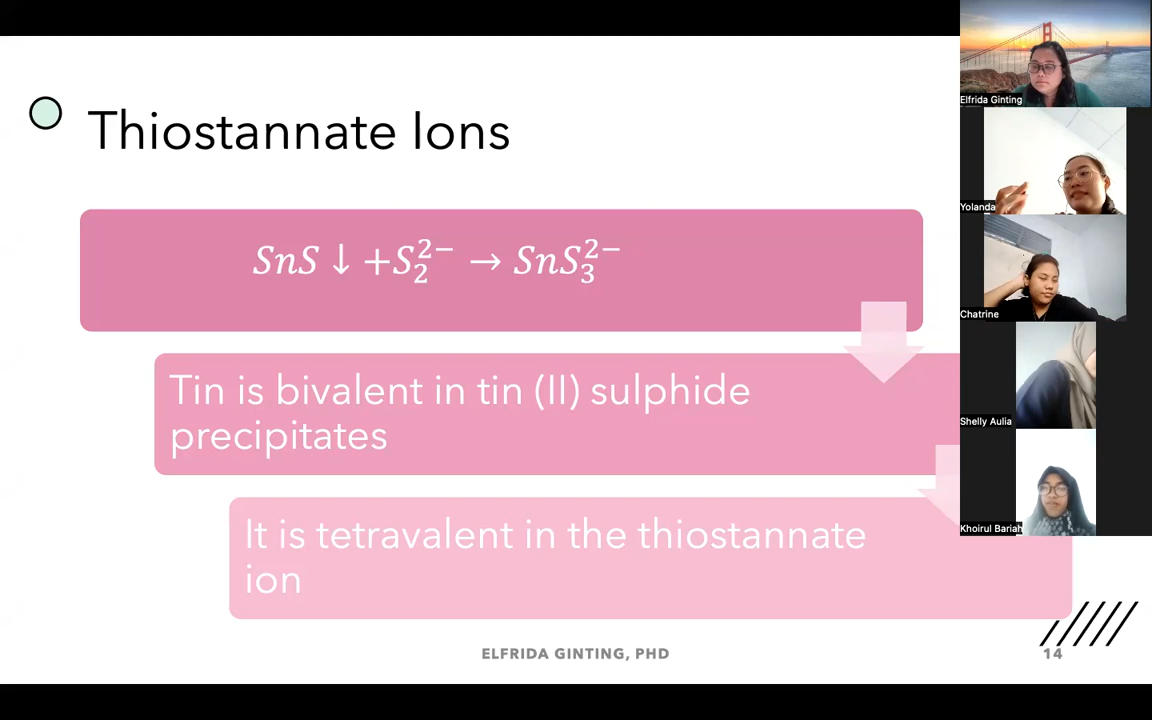 Thiostannate Ions
SnS ↓ +S₂²⁻ → SnS₃²⁻
Tin is bivalent in tin (II) sulphide
precipitates
It is tetravalent in the thiostannate
ion
ELFRIDA GINTING, PHD
14
Elfrida Ginting
Yolanda
Chatrine
Shelly Aulia
Khoirul Bariah